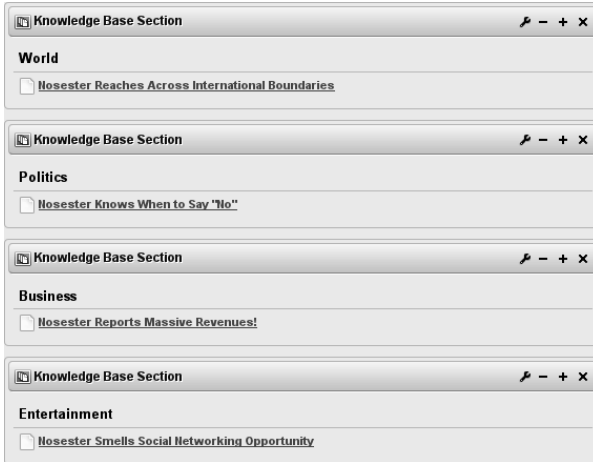 Knowledge Base Section
World
Nosester Reaches Across International Boundaries
Knowledge Base Section
Politics
Nosester Knows When to Say "No"
Knowledge Base Section
Business
Nosester Reports Massive Revenues!
Knowledge Base Section
Entertainment
Nosester Smells Social Networking Opportunity